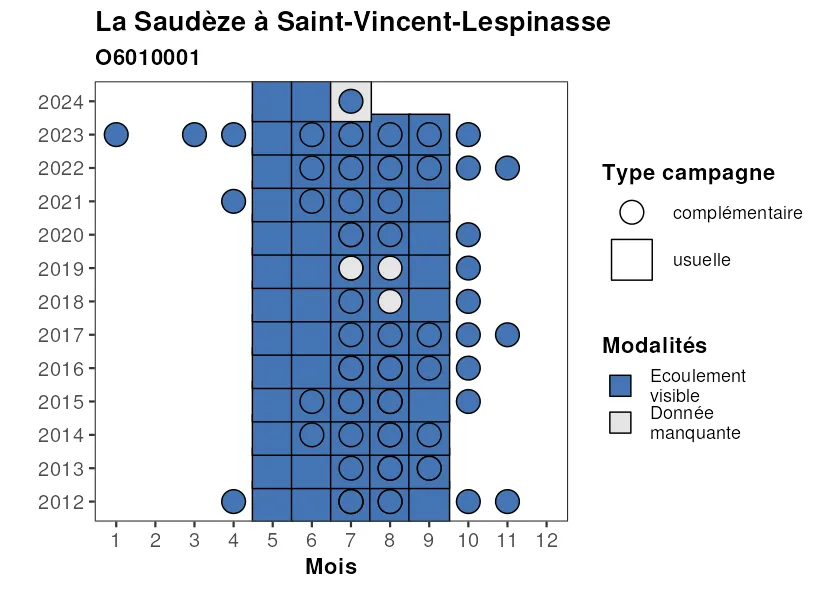 La Saudèze à Saint-Vincent-Lespinasse
O6010001
2024
2023
2022
2021
2020
2019
2018
2017
2016
2015
2014
2013
2012
1 2 3 4 5 6 7 8 9 10 11 12
Mois
Type campagne
complémentaire
usuelle
Modalités
Ecoulement
visible
Donnée
manquante